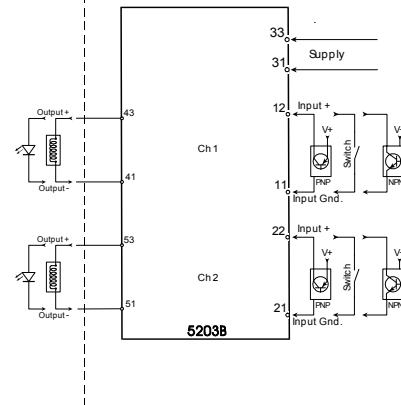 33
31
Supply
Output+
43
12
Input +
V+
Ch 1
Switch
V+
41
Output-
11
PNP
Input Gnd.
NPN
Output+
53
22
Input +
V+
Ch 2
Switch
V+
51
Output-
21
PNP
Input Gnd.
NPN
5203B